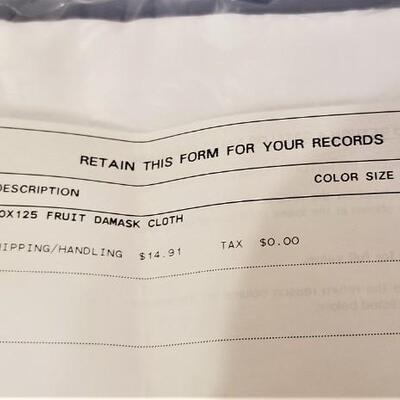 RETAIN THIS FORM FOR YOUR RECORDS
DESCRIPTION COLOR SIZE
0X125 FRUIT DAMASK CLOTH
HIPPING/HANDLING $14.91 TAX $0.00